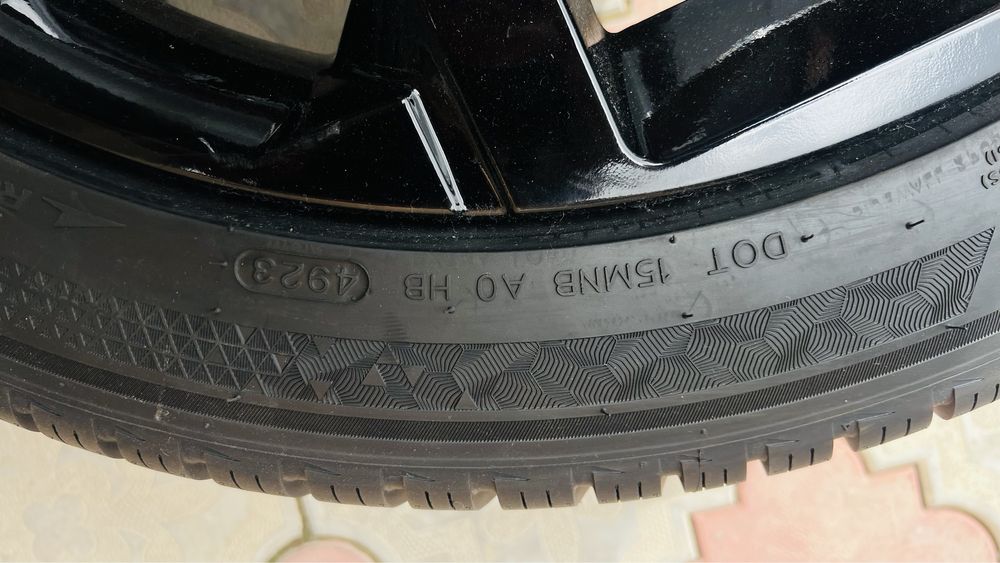 DOT 15MNB A0 HB 4923